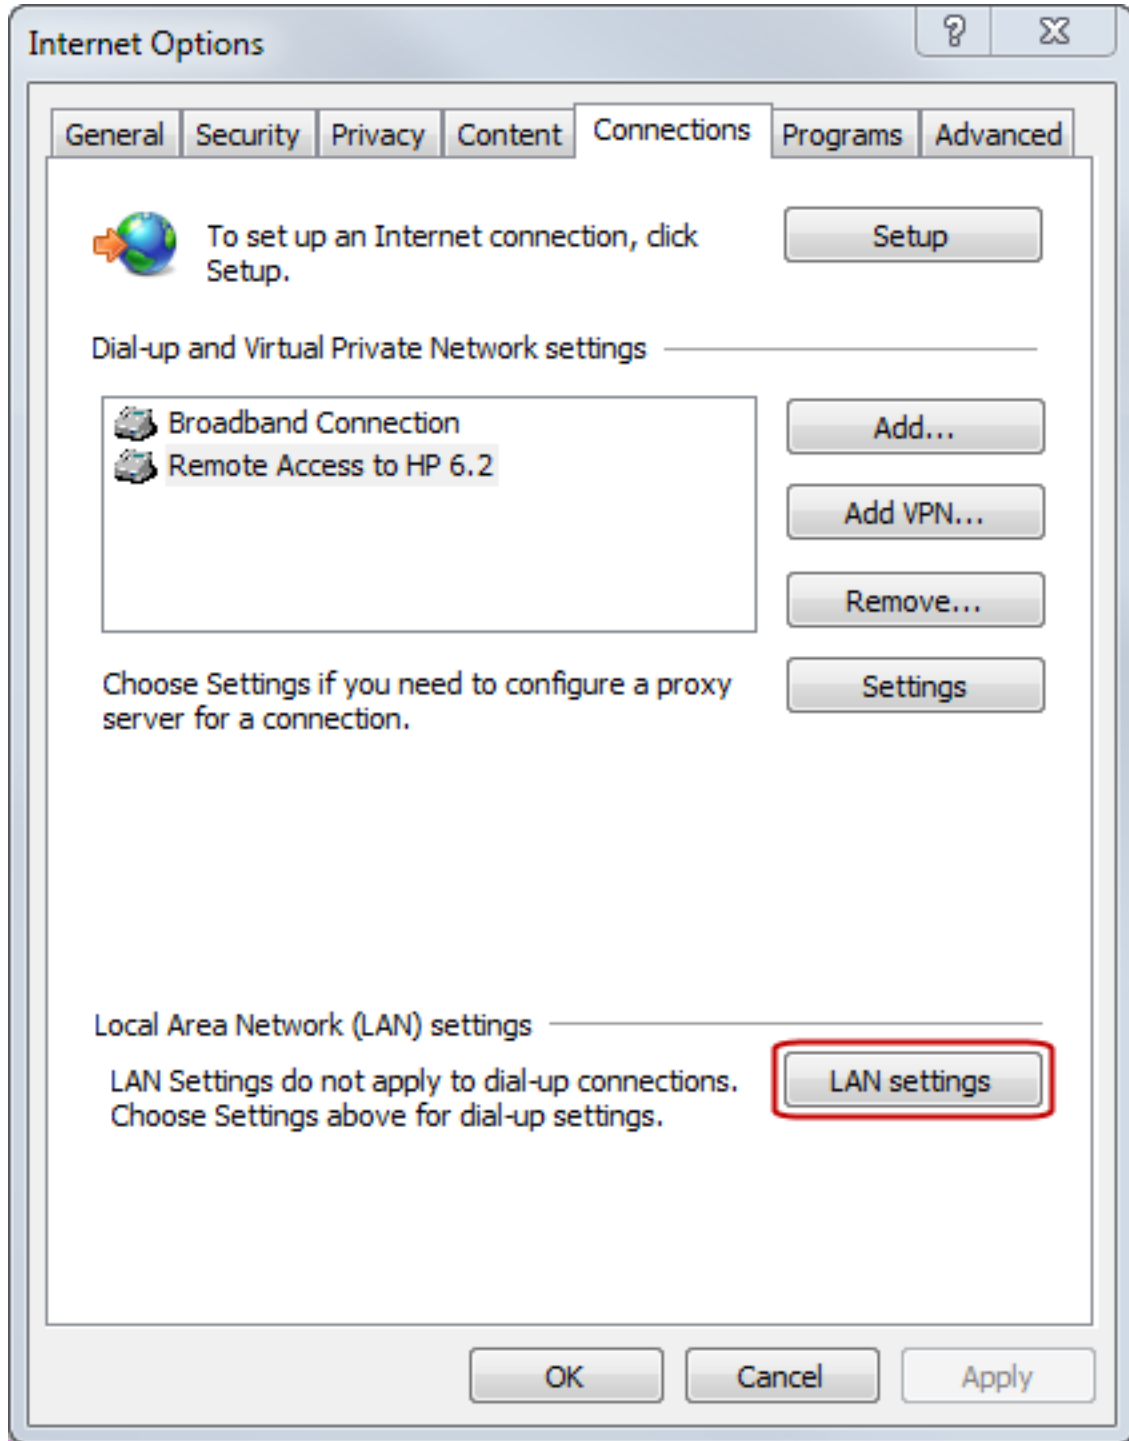 Internet Options
General Security Privacy Content Connections Programs Advanced
To set up an Internet connection, click
Setup.
Setup
Dial-up and Virtual Private Network settings
Broadband Connection
Remote Access to HP 6.2
Add...
Add VPN...
Remove...
Choose Settings if you need to configure a proxy
server for a connection.
Settings
Local Area Network (LAN) settings
LAN Settings do not apply to dial-up connections.
Choose Settings above for dial-up settings.
LAN settings
OK Cancel Apply